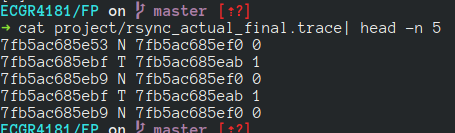 ECGR4181/FP on master [↑?]
→ cat project/rsync_actual_final.trace| head -n 5
7fb5ac685e53 N 7fb5ac685ef0 0
7fb5ac685ebf T 7fb5ac685eab 1
7fb5ac685eb9 N 7fb5ac685ef0 0
7fb5ac685ebf T 7fb5ac685eab 1
7fb5ac685eb9 N 7fb5ac685ef0 0
ECGR4181/FP on master [↑?]